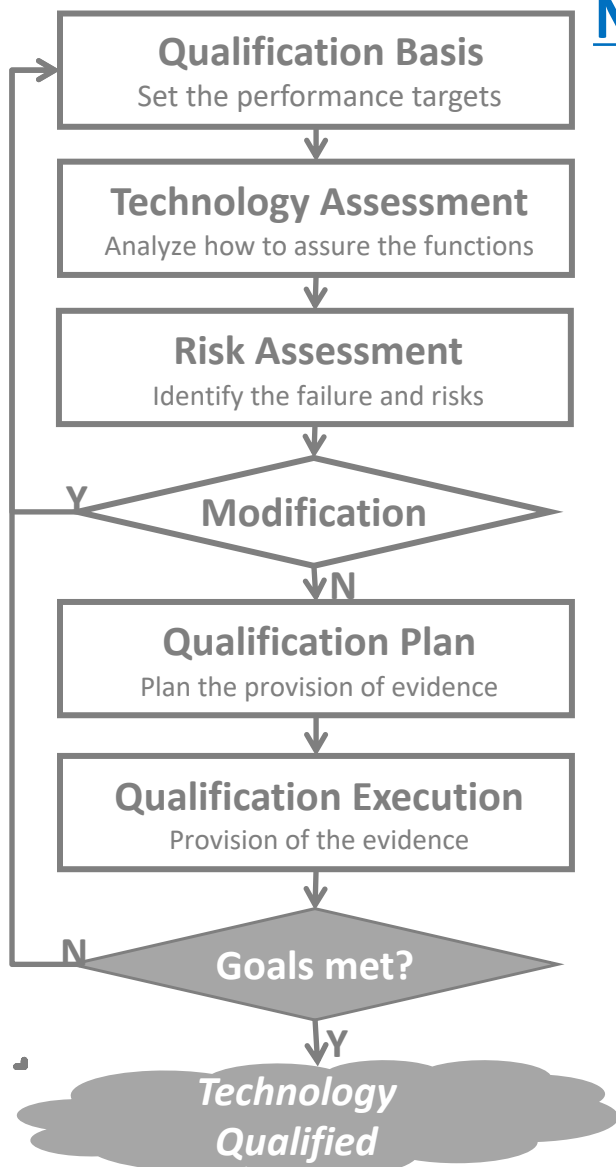 N
Qualification Basis
Set the performance targets
Technology Assessment
Analyze how to assure the functions
Risk Assessment
Identify the failure and risks
Y
Modification
N
Qualification Plan
Plan the provision of evidence
Qualification Execution
Provision of the evidence
N
Goals met?
Y
Technology
Qualified